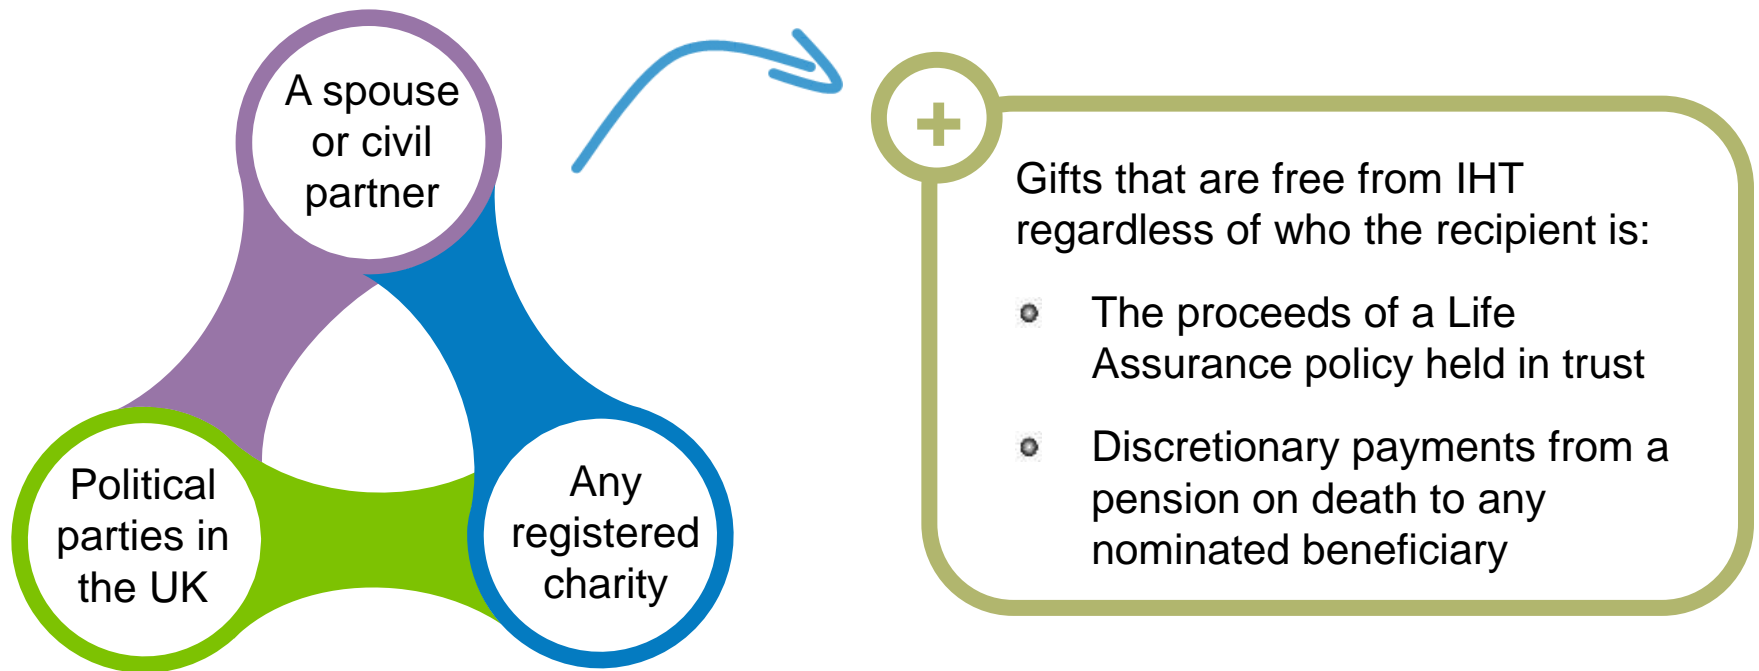 A spouse
or civil
partner
Political
parties in
the UK
Any
registered
charity
+
Gifts that are free from IHT
regardless of who the recipient is:
The proceeds of a Life
Assurance policy held in trust
Discretionary payments from a
pension on death to any
nominated beneficiary